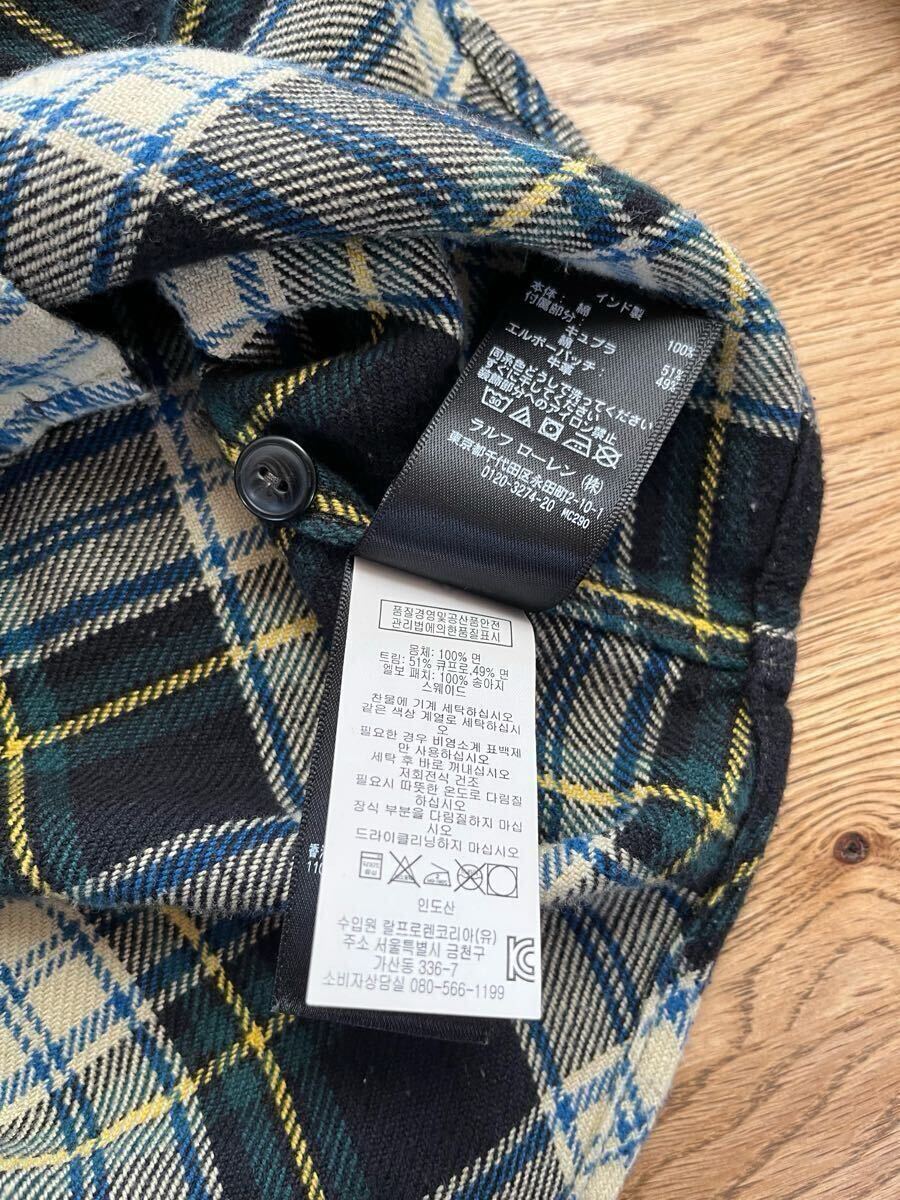 インド製
本体: 綿 100%
付属部分: キュプラ 51%
綿 49%
エルボーパッチ: 牛革
同系色どうしで洗ってください
すぐに干してください
装飾部分へのアイロン禁止
30
ラルフ ローレン (株)
東京都千代田区永田町2-10-1
0120-3274-20 MC290
품질경영및공산품안전
관리법에의한품질표시
몸체: 100% 면
트림: 51% 큐프로,49% 면
엘보 패치: 100% 송아지
스웨이드
찬물에 기계 세탁하십시오
같은 색상 계열로 세탁하십시
오
필요한 경우 비염소계 표백제
만 사용하십시오
세탁 후 바로 꺼내십시오
저회전식 건조
필요시 따뜻한 온도로 다림질
하십시오
장식 부분을 다림질하지 마십
시오
드라이클리닝하지 마십시오
인도산
수입원 랄프로렌코리아(유)
주소 서울특별시 금천구
가산동 336-7
소비자상담실 080-566-1199